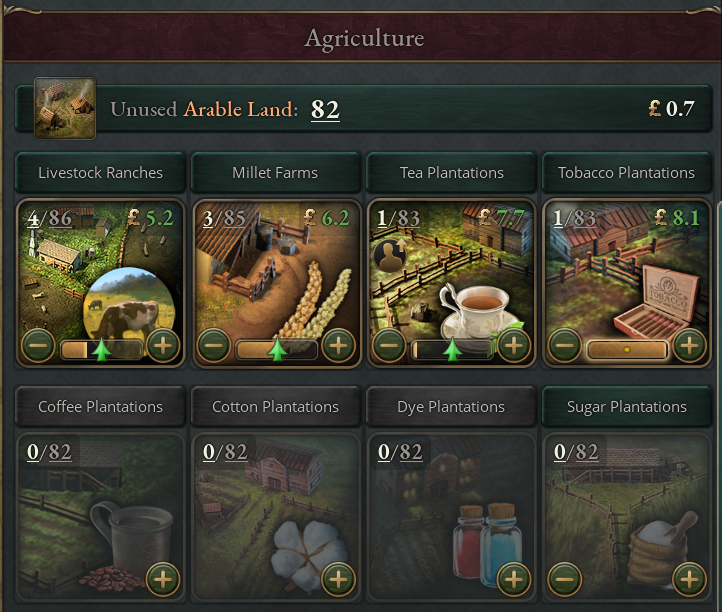 Agriculture
Unused Arable Land: 82 £ 0.7
Livestock Ranches Millet Farms Tea Plantations Tobacco Plantations
4/86 £ 5.2 3/85 £ 6.2 1/83 £ 7.7 1/83 £ 8.1
TOBACCO
Coffee Plantations Cotton Plantations Dye Plantations Sugar Plantations
0/82 0/82 0/82 0/82